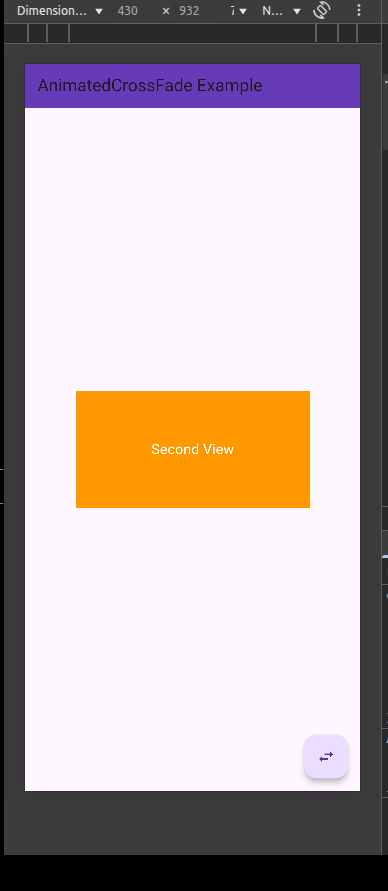 Dimension... 430 × 932 N...
AnimatedCrossFade Example
Second View